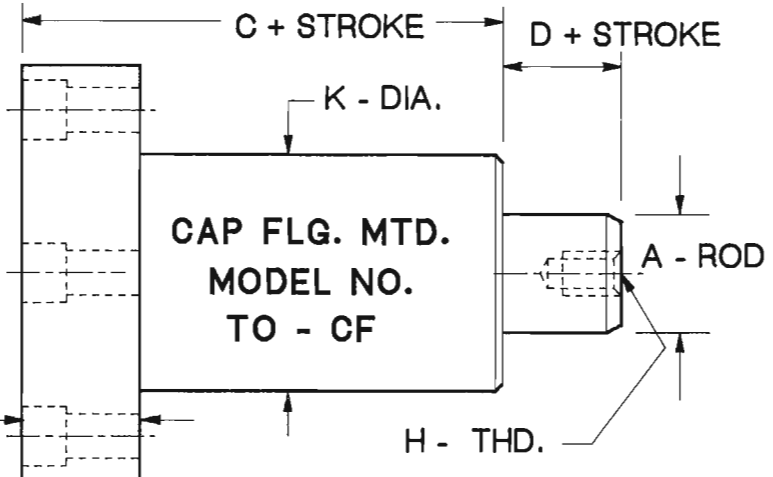 C + STROKE
D + STROKE
K - DIA.
CAP FLG. MTD.
MODEL NO.
TO - CF
A - ROD
H - THD.